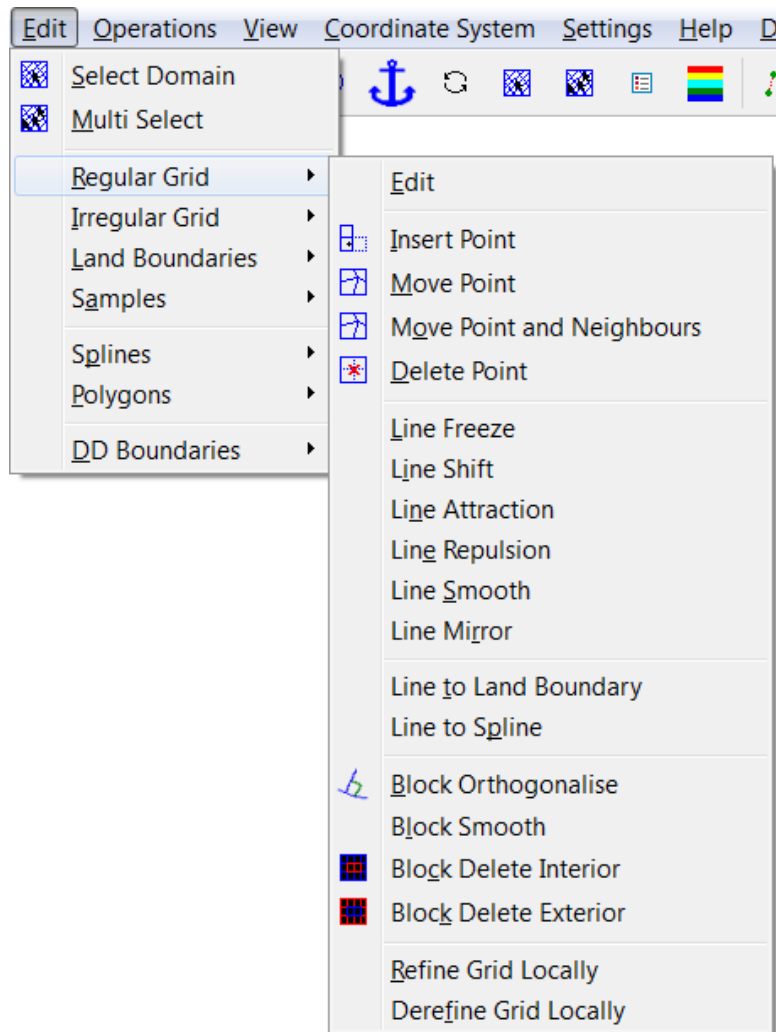 Edit Operations View Coordinate System Settings Help D
Select Domain
Multi Select
Regular Grid
Irregular Grid
Land Boundaries
Samples
Splines
Polygons
DD Boundaries
Edit
Insert Point
Move Point
Move Point and Neighbours
Delete Point
Line Freeze
Line Shift
Line Attraction
Line Repulsion
Line Smooth
Line Mirror
Line to Land Boundary
Line to Spline
Block Orthogonalise
Block Smooth
Block Delete Interior
Block Delete Exterior
Refine Grid Locally
Derefine Grid Locally